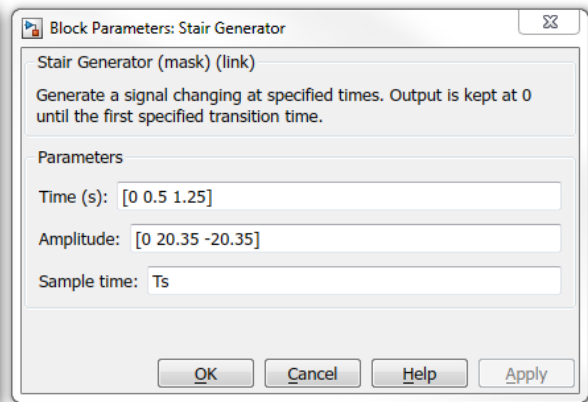 Block Parameters: Stair Generator
Stair Generator (mask) (link)
Generate a signal changing at specified times. Output is kept at 0
until the first specified transition time.
Parameters
Time (s): [0 0.5 1.25]
Amplitude: [0 20.35 -20.35]
Sample time: Ts
OK Cancel Help Apply